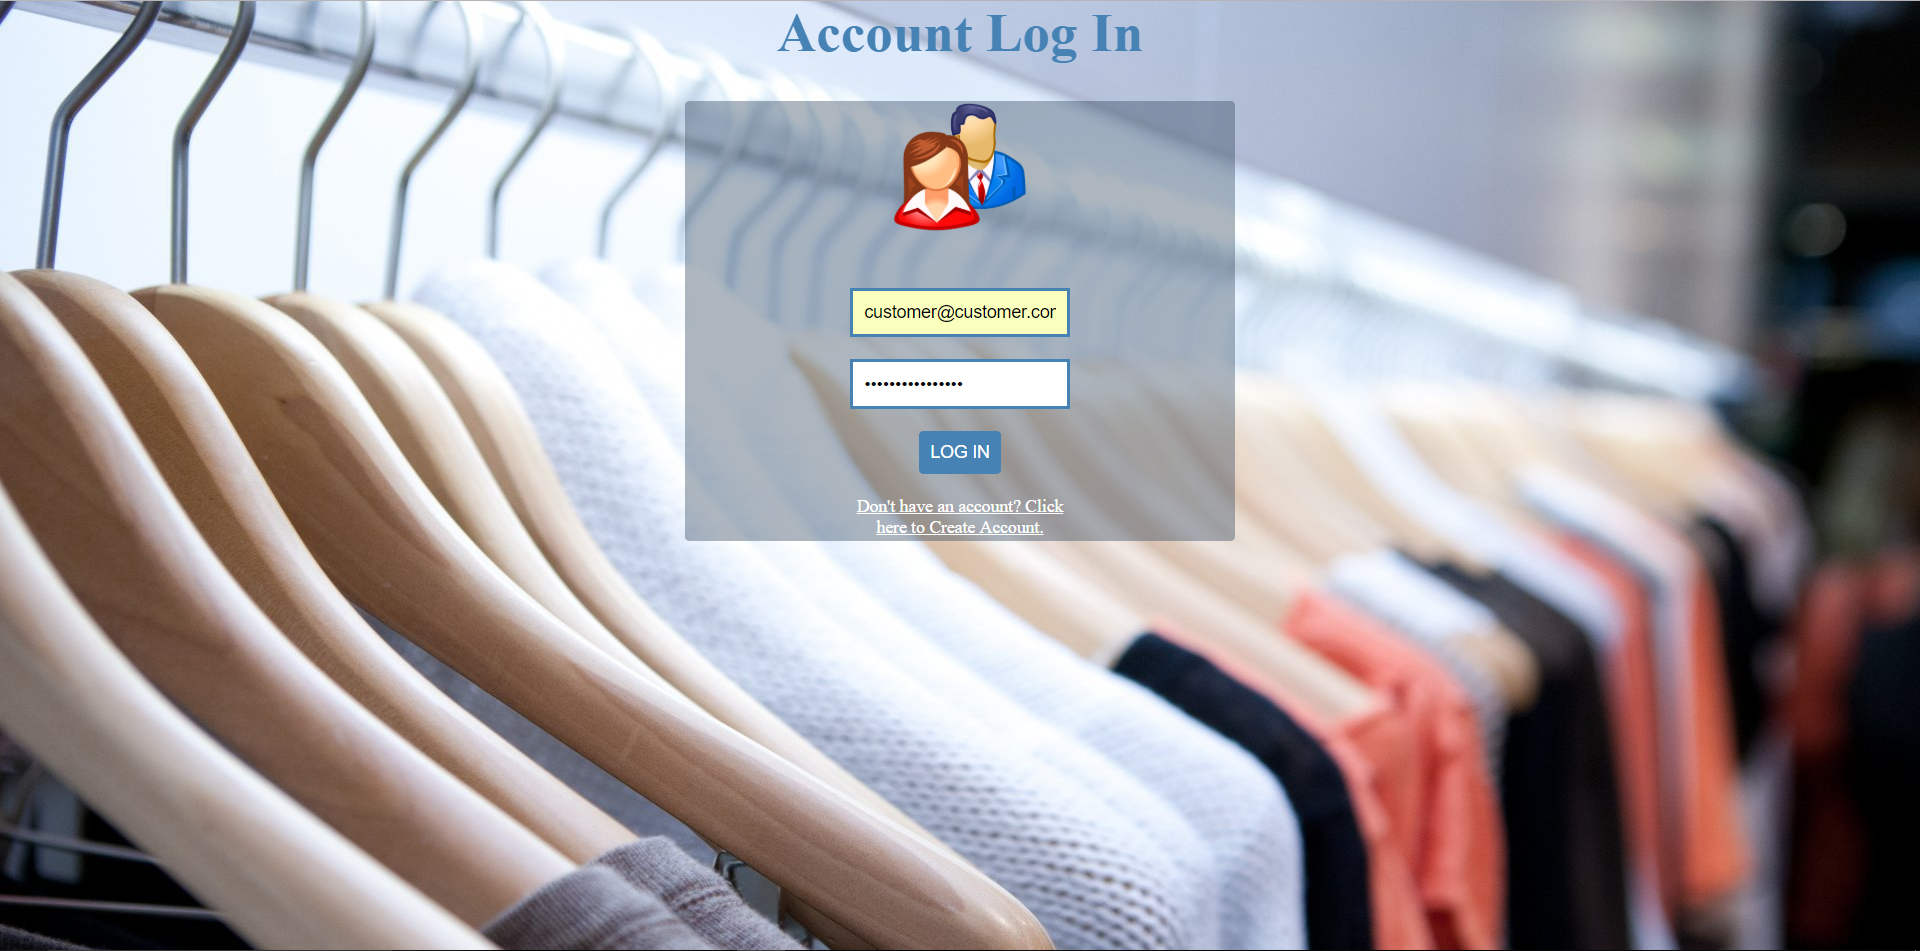 Account Log In
customer@customer.cor
••••••••••••••••
LOG IN
Don't have an account? Click
here to Create Account.